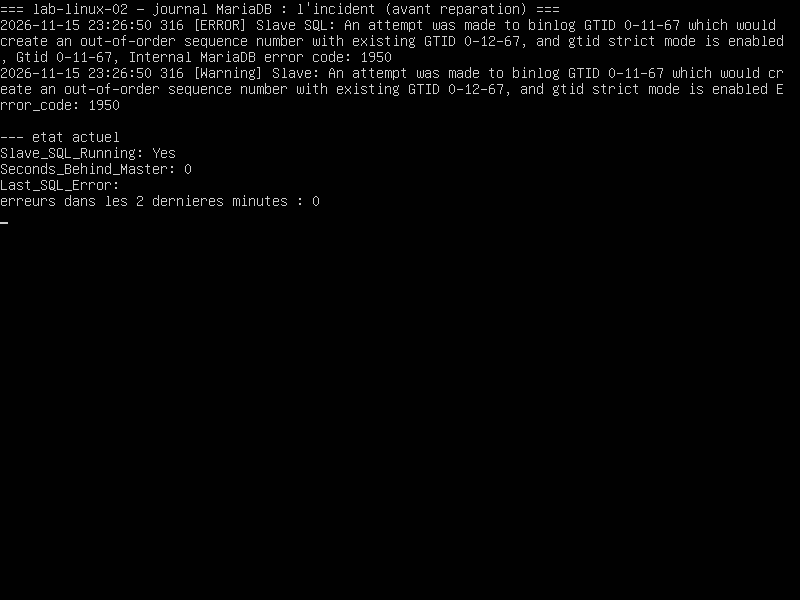 === lab-linux-02 - journal MariaDB : l'incident (avant reparation) ===
2026-11-15 23:26:50 316 [ERROR] Slave SQL: An attempt was made to binlog GTID 0-11-67 which would
create an out-of-order sequence number with existing GTID 0-12-67, and gtid strict mode is enabled
, Gtid 0-11-67, Internal MariaDB error code: 1950
2026-11-15 23:26:50 316 [Warning] Slave: An attempt was made to binlog GTID 0-11-67 which would cr
eate an out-of-order sequence number with existing GTID 0-12-67, and gtid strict mode is enabled E
rror_code: 1950

--- etat actuel
Slave_SQL_Running: Yes
Seconds_Behind_Master: 0
Last_SQL_Error:
erreurs dans les 2 dernieres minutes : 0